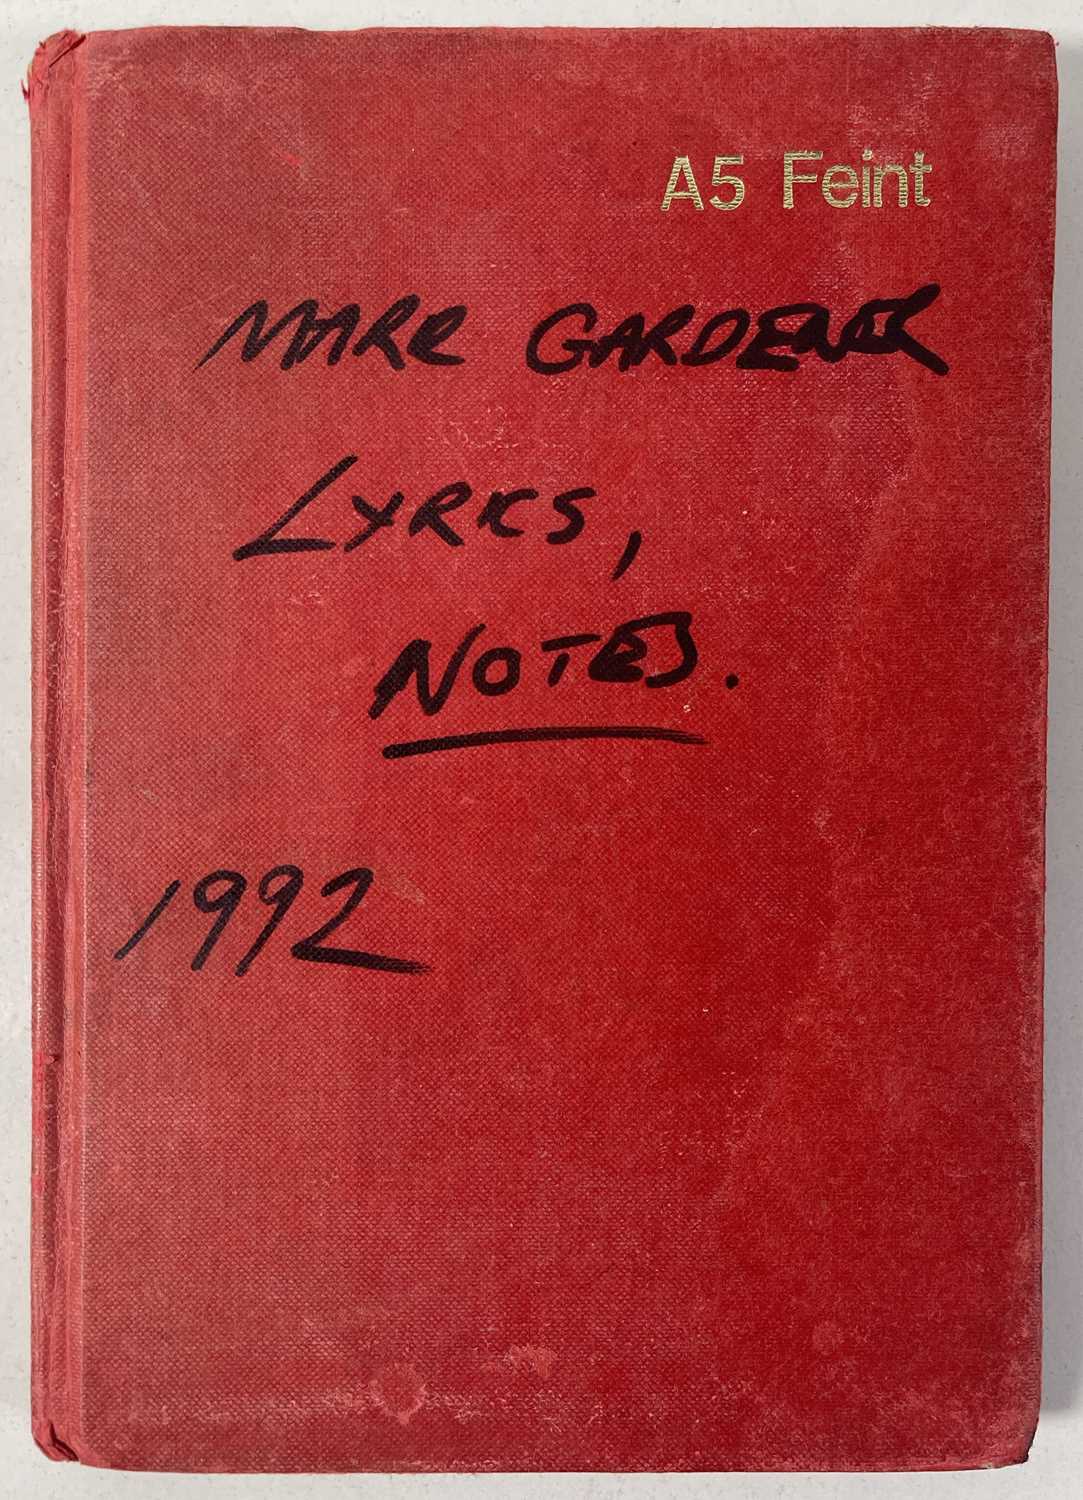 A5 Feint
MARK GARDENER
LYRICS,
NOTES.
1992